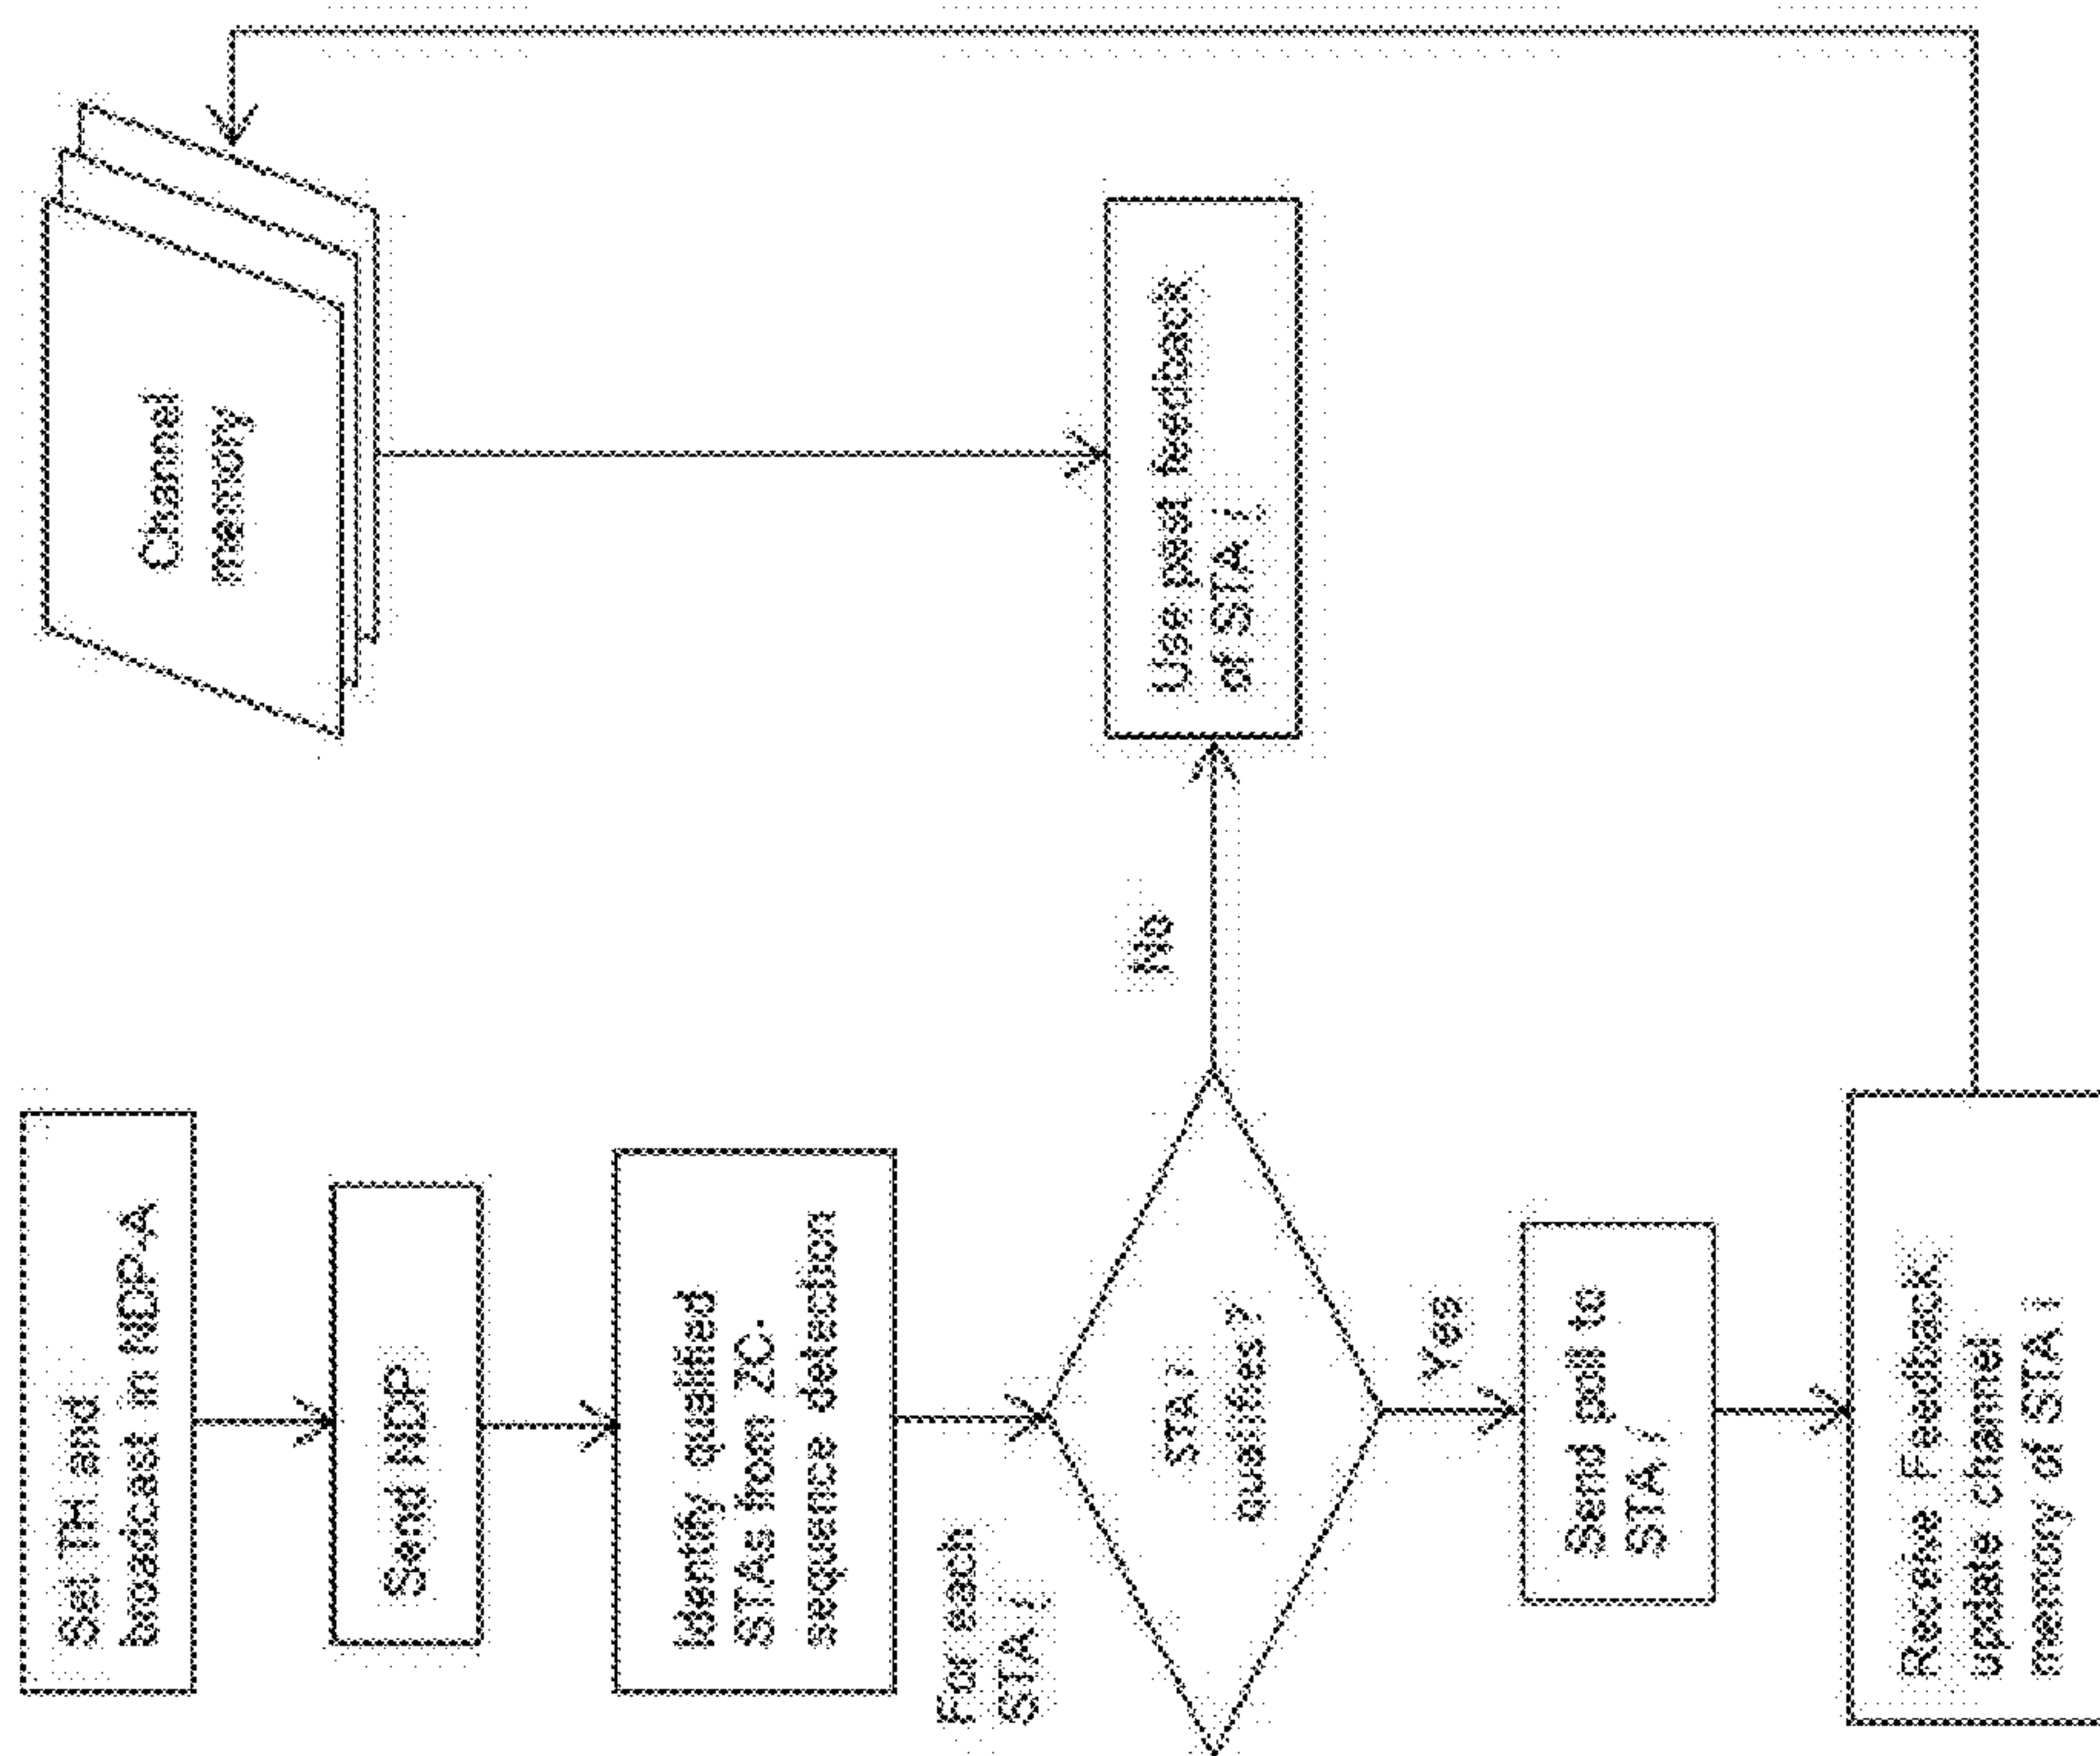 Set TH and
broadcast in NDP-A
Send NDP
Identify qualified
STAs from ZC-
sequence detection
For each
STA i
STA i
qualifies?
No
Yes
Use past feedback
of STA i
Channel
memory
Send poll to
STA i
Receive Feedback,
update channel
memory of STA i